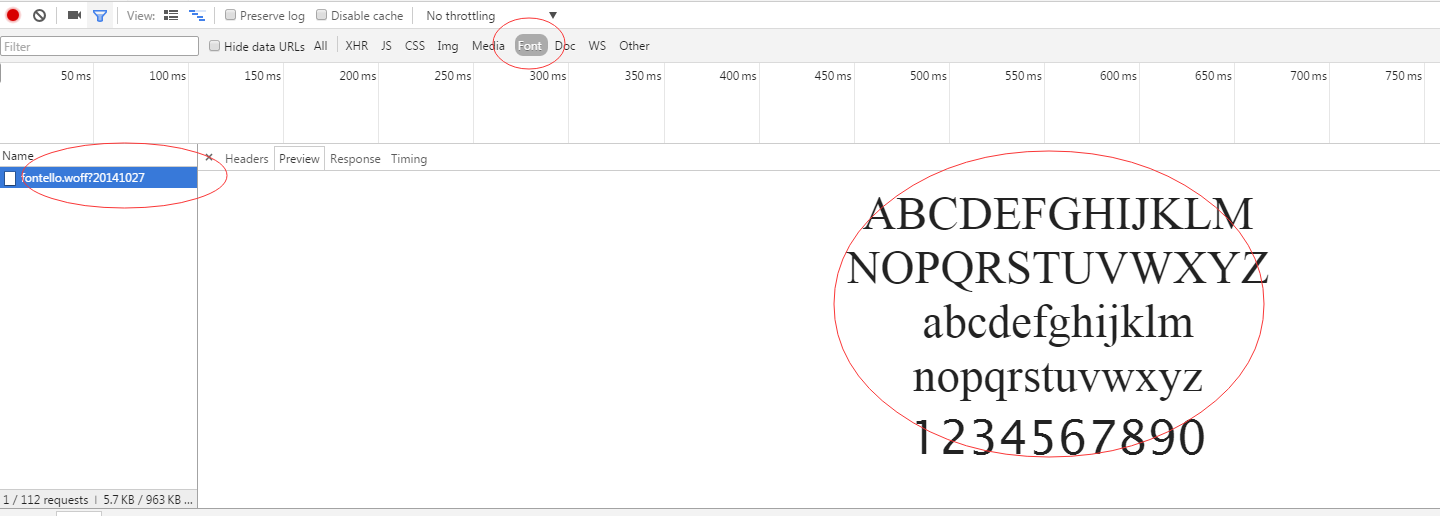 View: Preserve log Disable cache No throttling
Filter Hide data URLs All XHR JS CSS Img Media Font Doc WS Other
50 ms 100 ms 150 ms 200 ms 250 ms 300 ms 350 ms 400 ms 450 ms 500 ms 550 ms 600 ms 650 ms 700 ms 750 ms
Name × Headers Preview Response Timing
fontello.woff?20141027
ABCDEFGHIJKLM
NOPQRSTUVWXYZ
abcdefghijklm
nopqrstuvwxyz
1234567890
1 / 112 requests | 5.7 KB / 963 KB ...